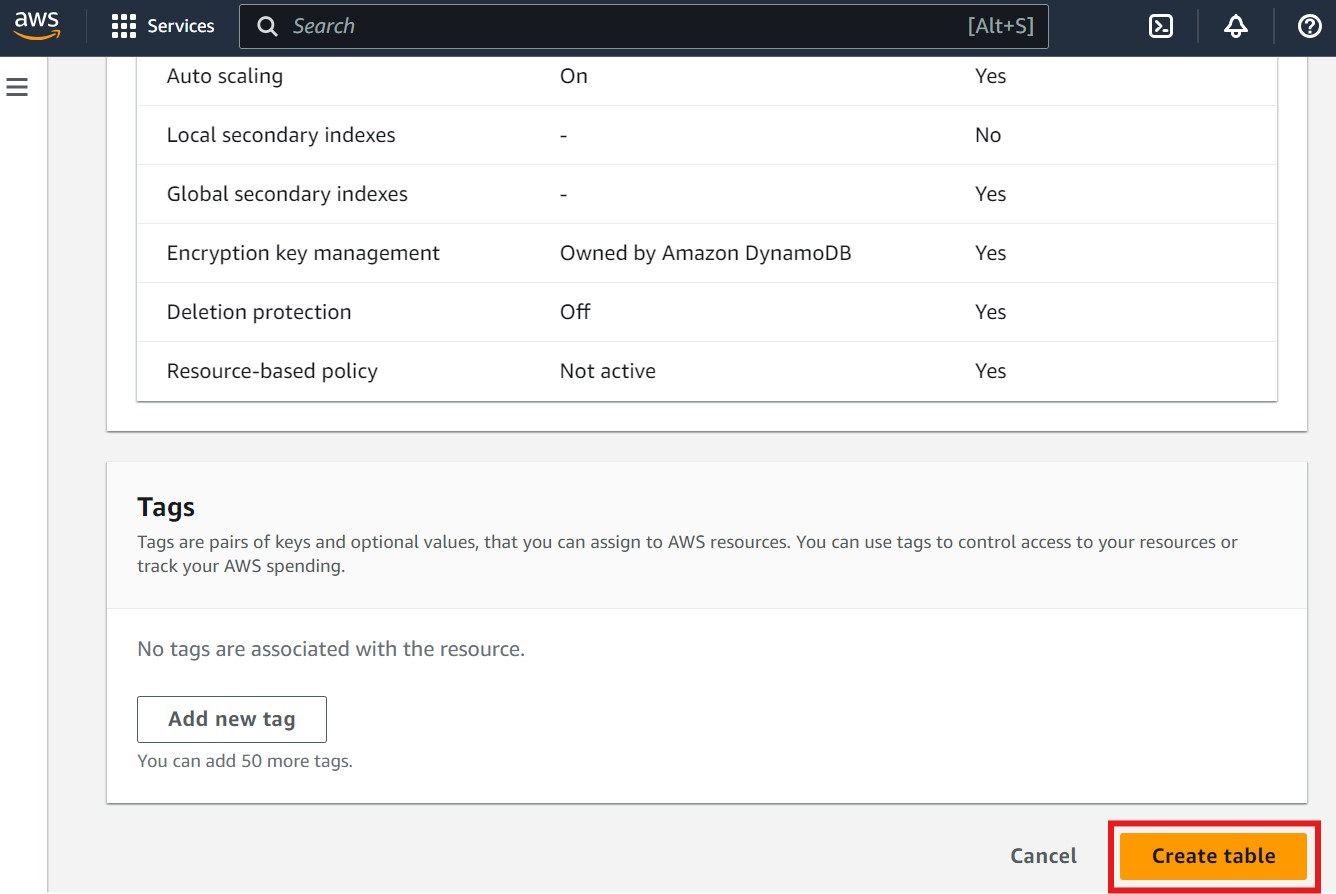 aws Services Search [Alt+S]
Auto scaling On Yes
Local secondary indexes - No
Global secondary indexes - Yes
Encryption key management Owned by Amazon DynamoDB Yes
Deletion protection Off Yes
Resource-based policy Not active Yes
Tags
Tags are pairs of keys and optional values, that you can assign to AWS resources. You can use tags to control access to your resources or
track your AWS spending.
No tags are associated with the resource.
Add new tag
You can add 50 more tags.
Cancel Create table